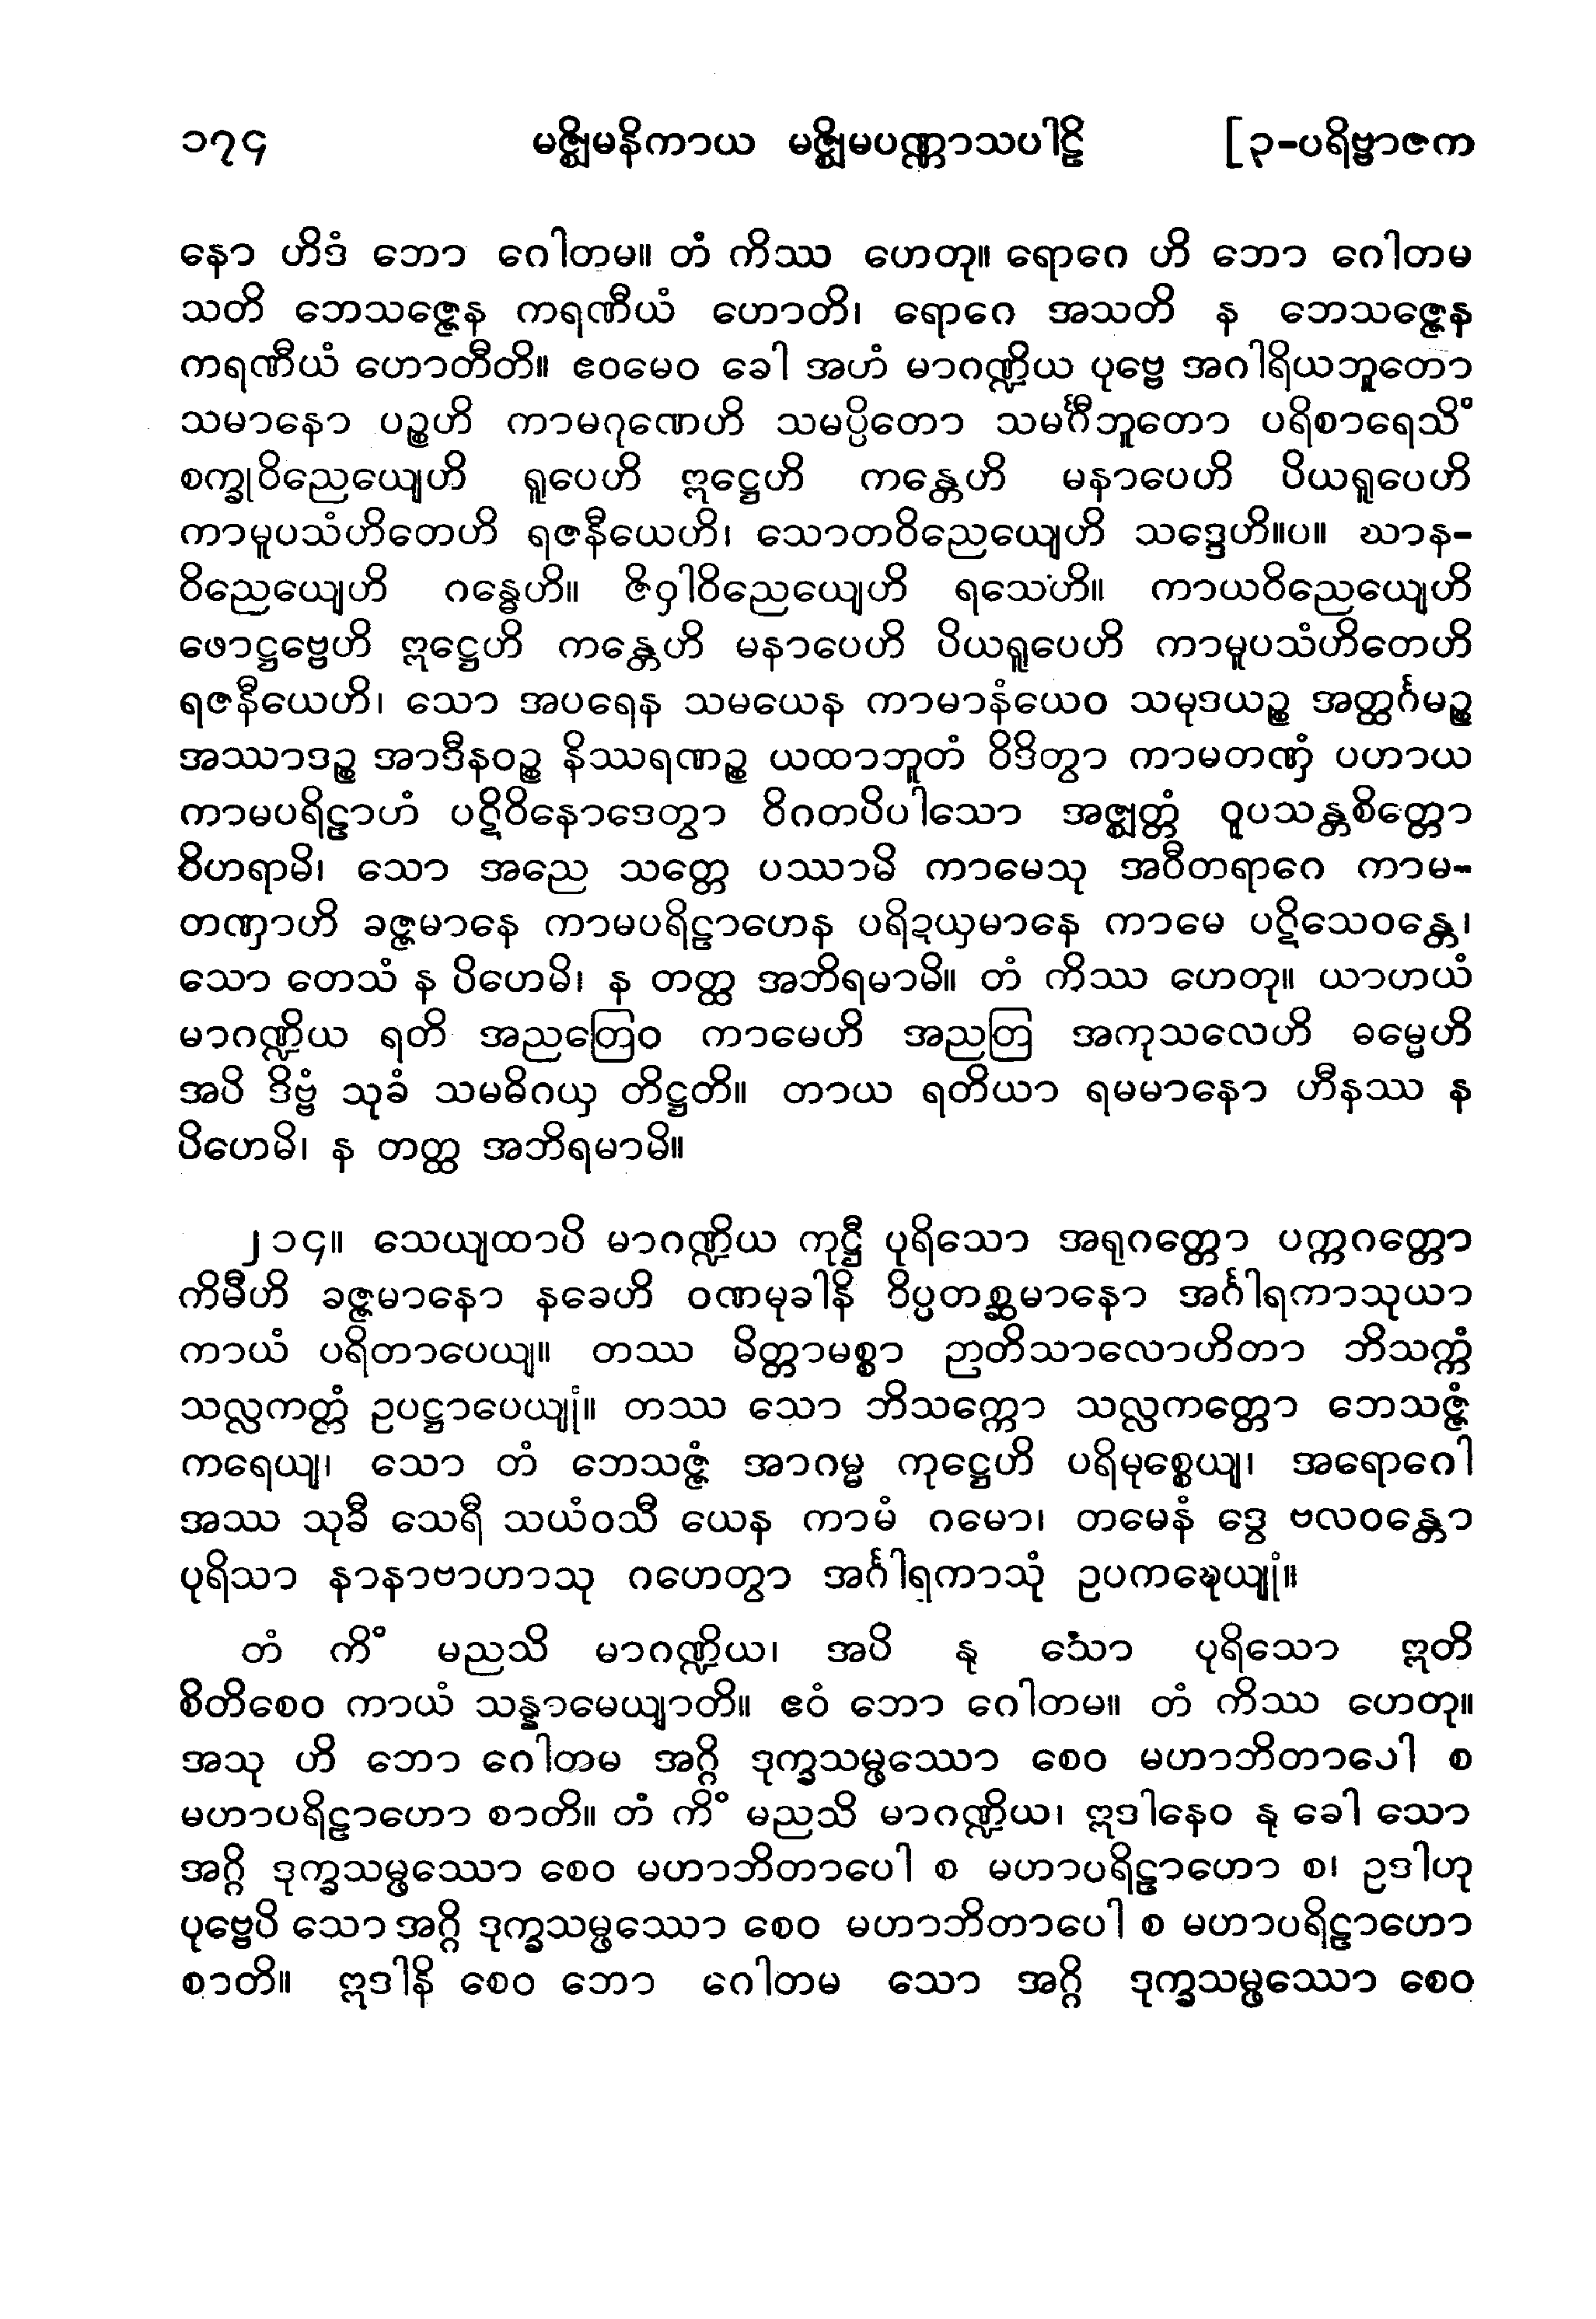 ၁၇၄ မဇ္ဈိမနိကာယ မဇ္ဈိမပဏ္ဏာသပါဠိ [၃-ပရိဗ္ဗာဇက
နော ဟိဒံ ဘော ဂေါတမ။ တံ ကိဿ ဟေတု။ ရောဂေ ဟိ ဘော ဂေါတမ
သတိ ဘေသဇ္ဇေန ကရဏီယံ ဟောတိ၊ ရောဂေ အသတိ န ဘေသဇ္ဇေန
ကရဏီယံ ဟောတီတိ။ ဧဝမေဝ ခေါ အဟံ မာဂဏ္ဍိယ ပုဗ္ဗေ အဂါရိယဘူတော
သမာနော ပဉ္စဟိ ကာမဂုဏေဟိ သမပ္ပိတော သမင်္ဂီဘူတော ပရိစာရေသိံ
စက္ခုဝိညေယျေဟိ ရူပေဟိ ဣဋ္ဌေဟိ ကန္တေဟိ မနာပေဟိ ပိယရူပေဟိ
ကာမူပသံဟိတေဟိ ရဇနီယေဟိ၊ သောတဝိညေယျေဟိ သဒ္ဒေဟိ။ပ။ ဃာန-
ဝိညေယျေဟိ ဂန္ဓေဟိ။ ဇိဝှါဝိညေယျေဟိ ရသေဟိ။ ကာယဝိညေယျေဟိ
ဖောဋ္ဌဗ္ဗေဟိ ဣဋ္ဌေဟိ ကန္တေဟိ မနာပေဟိ ပိယရူပေဟိ ကာမူပသံဟိတေဟိ
ရဇနီယေဟိ၊ သော အပရေန သမယေန ကာမာနံယေဝ သမုဒယဉ္စ အတ္ထင်္ဂမဉ္စ
အဿာဒဉ္စ အာဒီနဝဉ္စ နိဿရဏဉ္စ ယထာဘူတံ ဝိဒိတွာ ကာမတဏှံ ပဟာယ
ကာမပရိဠာဟံ ပဋိဝိနောဒေတွာ ဝိဂတပိပါသော အဇ္ဈတ္တံ ဝူပသန္တစိတ္တော
ဝိဟရာမိ၊ သော အညေ သတ္တေ ပဿာမိ ကာမေသု အဝီတရာဂေ ကာမ-
တဏှာဟိ ခဇ္ဇမာနေ ကာမပရိဠာဟေန ပရိဍယှမာနေ ကာမေ ပဋိသေဝန္တေ၊
သော တေသံ န ပိဟေမိ၊ န တတ္ထ အဘိရမာမိ။ တံ ကိဿ ဟေတု။ ယာဟယံ
မာဂဏ္ဍိယ ရတိ အညတြေဝ ကာမေဟိ အညတြ အကုသလေဟိ ဓမ္မေဟိ
အပိ ဒိဗ္ဗံ သုခံ သမဓိဂယှ တိဋ္ဌတိ။ တာယ ရတိယာ ရမမာနော ဟီနဿ န
ပိဟေမိ၊ န တတ္ထ အဘိရမာမိ။
၂၁၄။ သေယျထာပိ မာဂဏ္ဍိယ ကုဋ္ဌီ ပုရိသော အရုဂတ္တော ပက္ကဂတ္တော
ကိမီဟိ ခဇ္ဇမာနော နခေဟိ ဝဏမုခါနိ ဝိပ္ပတစ္ဆမာနော အင်္ဂါရကာသုယာ
ကာယံ ပရိတာပေယျ။ တဿ မိတ္တာမစ္စာ ဉာတိသာလောဟိတာ ဘိသက္ကံ
သလ္လကတ္တံ ဥပဋ္ဌာပေယျုံ။ တဿ သော ဘိသက္ကော သလ္လကတ္တော ဘေသဇ္ဇံ
ကရေယျ၊ သော တံ ဘေသဇ္ဇံ အာဂမ္မ ကုဋ္ဌေဟိ ပရိမုစ္စေယျ၊ အရောဂေါ
အဿ သုခီ သေရီ သယံဝသီ ယေန ကာမံ ဂမော၊ တမေနံ ဒွေ ဗလဝန္တော
ပုရိသာ နာနာဗာဟာသု ဂဟေတွာ အင်္ဂါရကာသုံ ဥပကဍ္ဎေယျုံ။
တံ ကိံ မညသိ မာဂဏ္ဍိယ၊ အပိ နု သော ပုရိသော ဣတိ
စိတိစေဝ ကာယံ သန္နာမေယျာတိ။ ဧဝံ ဘော ဂေါတမ။ တံ ကိဿ ဟေတု။
အသု ဟိ ဘော ဂေါတမ အဂ္ဂိ ဒုက္ခသမ္ဖဿော စေဝ မဟာဘိတာပေါ စ
မဟာပရိဠာဟော စာတိ။ တံ ကိံ မညသိ မာဂဏ္ဍိယ၊ ဣဒါနေဝ နု ခေါ သော
အဂ္ဂိ ဒုက္ခသမ္ဖဿော စေဝ မဟာဘိတာပေါ စ မဟာပရိဠာဟော စ၊ ဥဒါဟု
ပုဗ္ဗေပိ သော အဂ္ဂိ ဒုက္ခသမ္ဖဿော စေဝ မဟာဘိတာပေါ စ မဟာပရိဠာဟော
စာတိ။ ဣဒါနိ စေဝ ဘော ဂေါတမ သော အဂ္ဂိ ဒုက္ခသမ္ဖဿော စေဝ